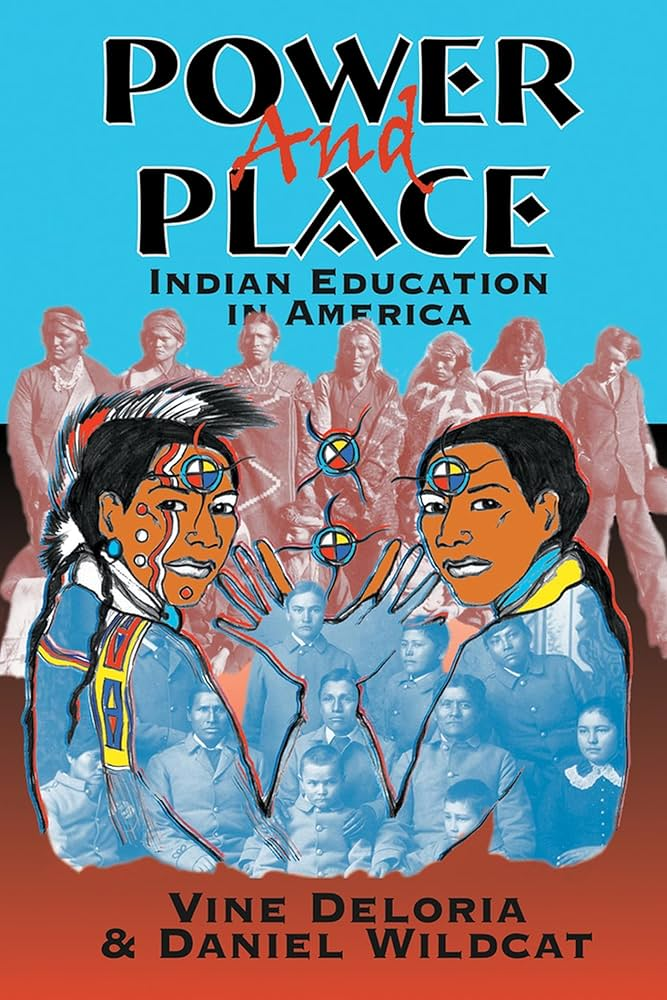 POWER
And
PLACE
INDIAN EDUCATION
IN AMERICA
VINE DELORIA
& DANIEL WILDCAT